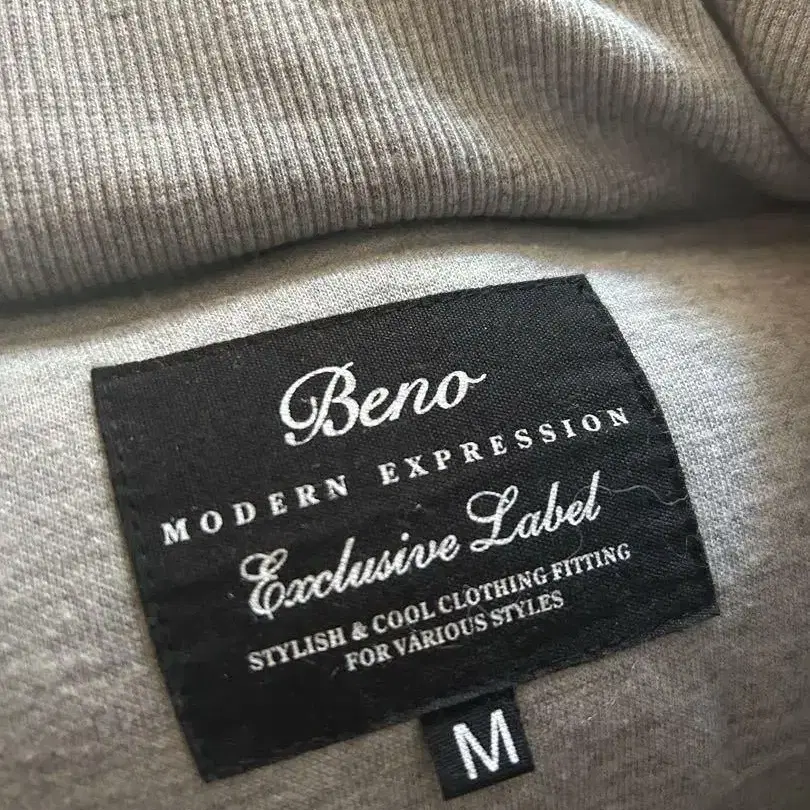 Beno
MODERN EXPRESSION
Exclusive Label
STYLISH & COOL CLOTHING FITTING
FOR VARIOUS STYLES
M